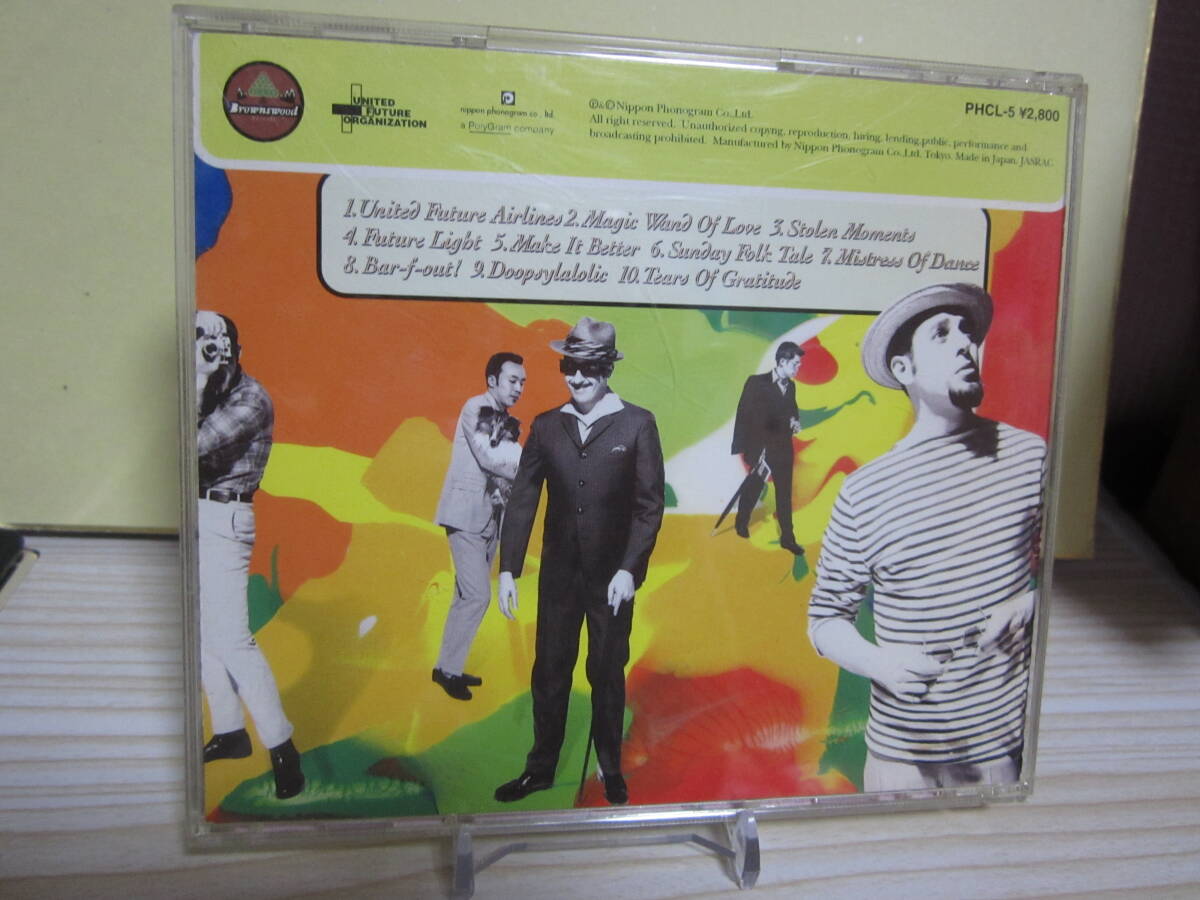 Brownswood
UNITED
FUTURE
ORGANIZATION
nippon phonogram co., ltd.
a PolyGram company
℗&© Nippon Phonogram Co.,Ltd.
All right reserved. Unauthorized copyng, reproduction, hiring, lending,public, performance and
broadcasting prohibited. Manufactured by Nippon Phonogram Co.,Ltd. Tokyo. Made in Japan. JASRAC
PHCL-5 ¥2,800
1.United Future Airlines 2.Magic Wand Of Love 3.Stolen Moments
4.Future Light 5.Make It Better 6.Sunday Folk Tale 7.Mistress Of Dance
8.Bar-f-out! 9.Doopsylalolic 10.Tears Of Gratitude